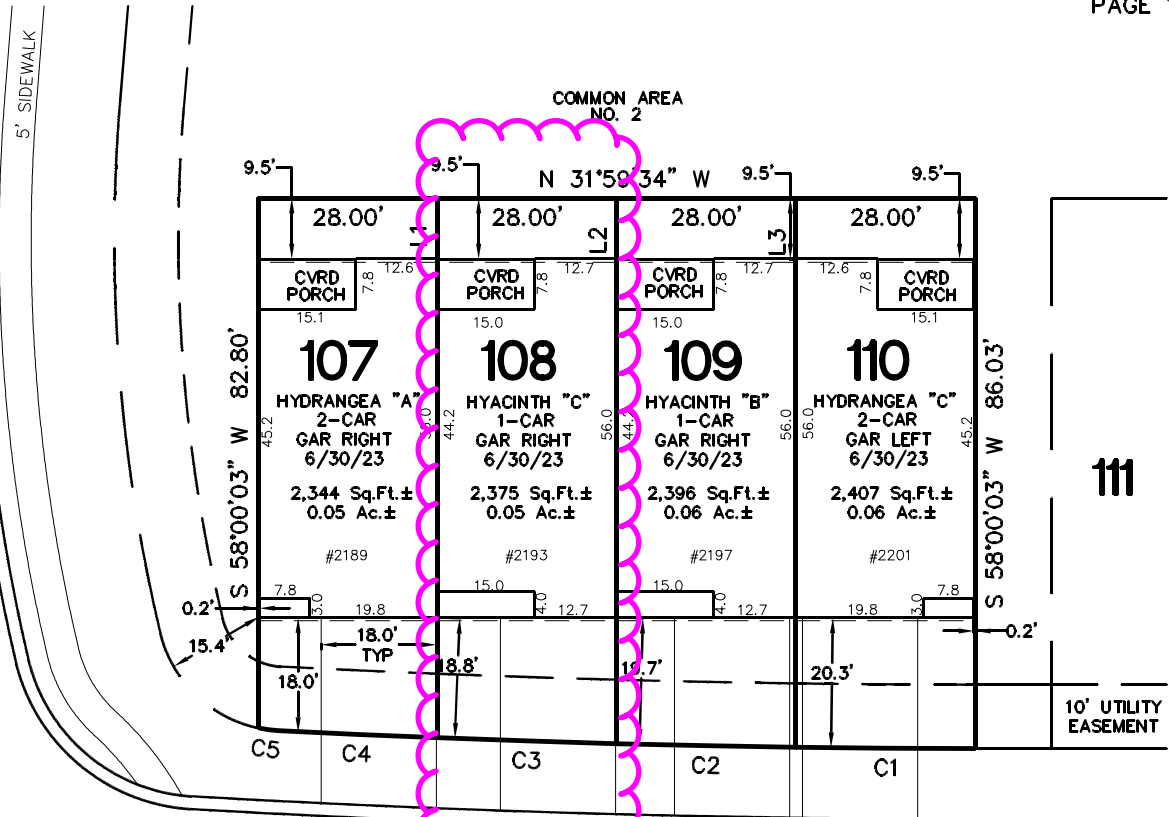 PAGE
5' SIDEWALK
COMMON AREA
NO. 2
9.5'
9.5'
N 31°59'34" W
9.5'
9.5'
28.00'
28.00'
28.00'
28.00'
L1
L2
L3
CVRD
PORCH
7.8
12.6
15.1
CVRD
PORCH
7.8
12.7
15.0
CVRD
PORCH
7.8
12.7
15.0
12.6
7.8
CVRD
PORCH
15.1
S 58°00'03" W 82.80'
45.2
107
HYDRANGEA "A"
2-CAR
GAR RIGHT
6/30/23
2,344 Sq.Ft.±
0.05 Ac.±
#2189
44.2
108
HYACINTH "C"
1-CAR
GAR RIGHT
6/30/23
2,375 Sq.Ft.±
0.05 Ac.±
#2193
56.0
44.2
109
HYACINTH "B"
1-CAR
GAR RIGHT
6/30/23
2,396 Sq.Ft.±
0.06 Ac.±
#2197
56.0
56.0
110
HYDRANGEA "C"
2-CAR
GAR LEFT
6/30/23
2,407 Sq.Ft.±
0.06 Ac.±
#2201
45.2
S 58°00'03" W 86.03'
111
7.8
3.0
19.8
15.0
4.0
12.7
15.0
4.0
12.7
19.8
3.0
7.8
0.2'
0.2'
15.4'
18.0'
TYP
18.0'
18.8'
19.7'
20.3'
10' UTILITY
EASEMENT
C5
C4
C3
C2
C1